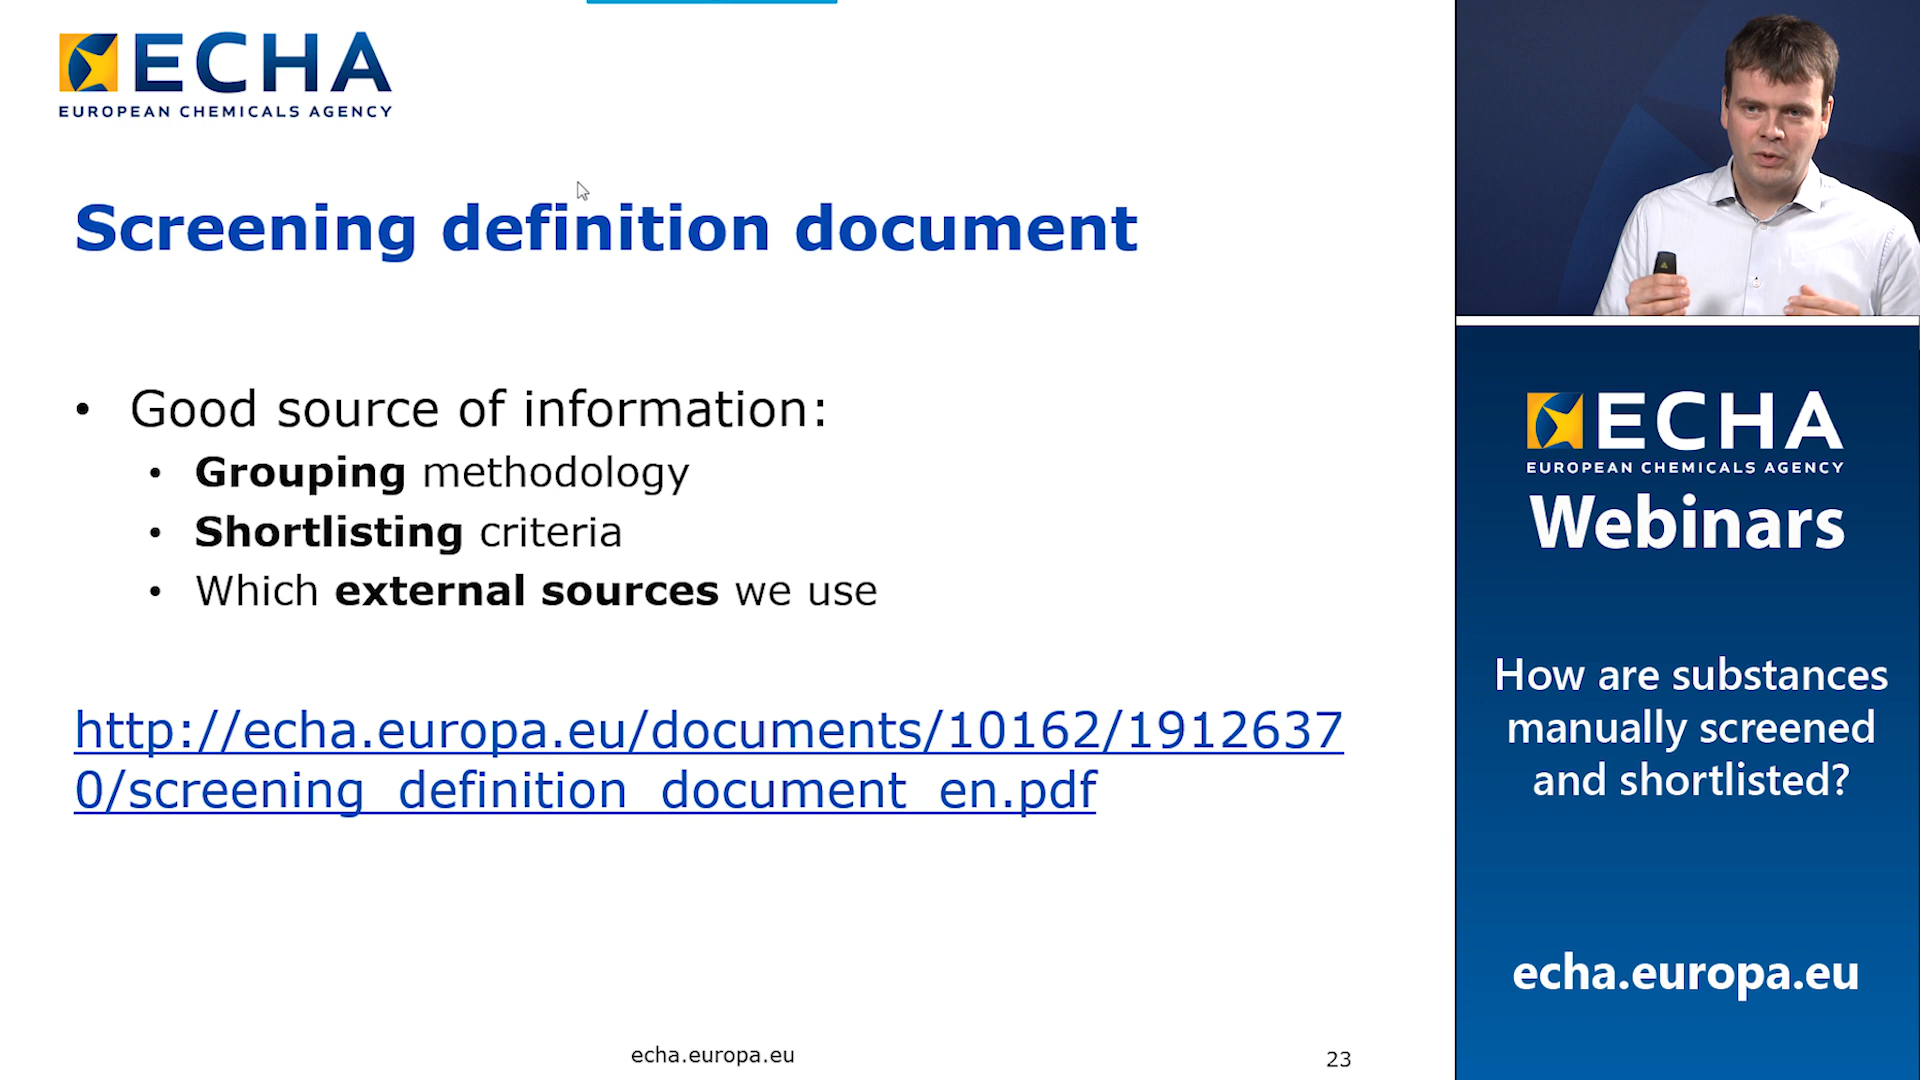 ECHA
EUROPEAN CHEMICALS AGENCY
Screening definition document
• Good source of information:
• Grouping methodology
• Shortlisting criteria
• Which external sources we use
http://echa.europa.eu/documents/10162/1912637
0/screening_definition_document_en.pdf
echa.europa.eu
23
ECHA
EUROPEAN CHEMICALS AGENCY
Webinars
How are substances
manually screened
and shortlisted?
echa.europa.eu